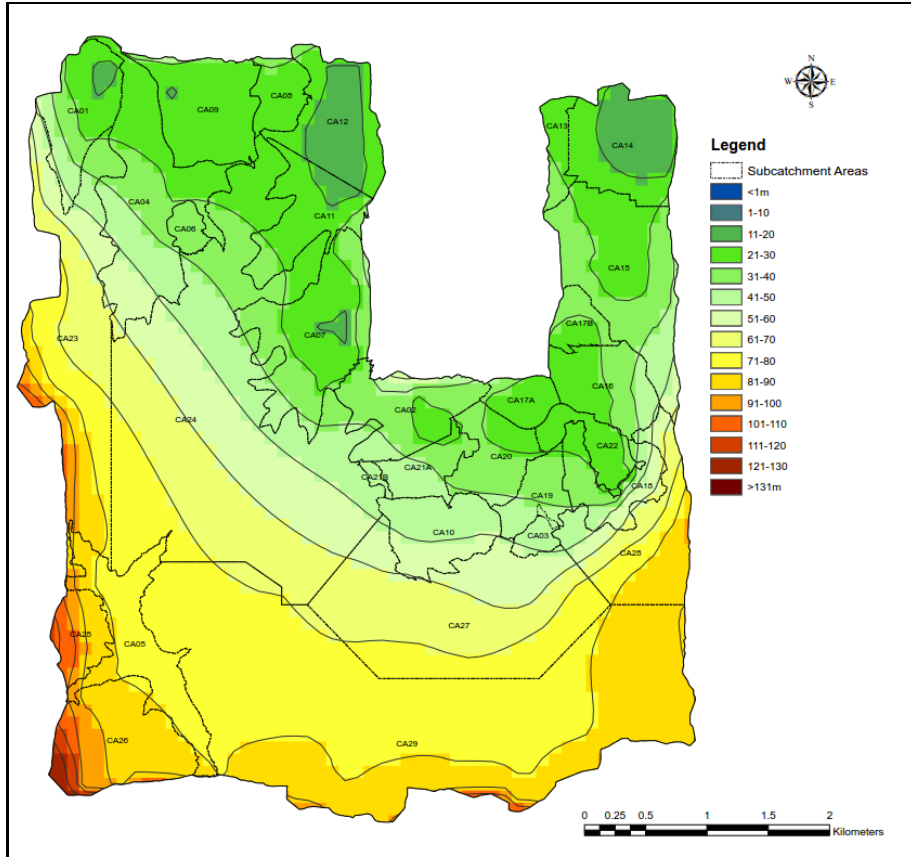 N
W E
S
CA01
CA09
CA08
CA12
CA13
CA14
CA04
CA06
CA11
CA15
CA23
CA07
CA17B
CA16
CA24
CA02
CA17A
CA22
CA20
CA21A
CA21B
CA18
CA19
CA10
CA03
CA28
CA27
CA25
CA05
CA26
CA29
Legend
Subcatchment Areas
<1m
1-10
11-20
21-30
31-40
41-50
51-60
61-70
71-80
81-90
91-100
101-110
111-120
121-130
>131m
0 0.25 0.5 1 1.5 2
Kilometers